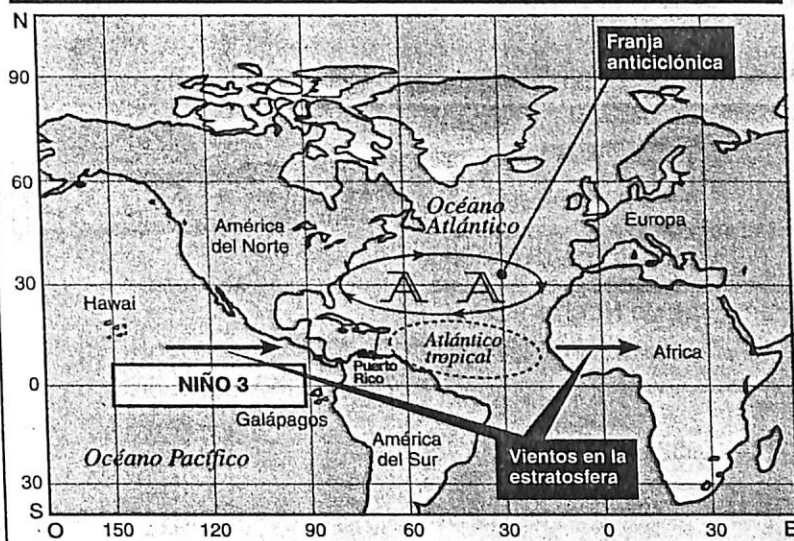 N
Franja
anticiclónica
90
60
Océano
Atlántico
América
del Norte
Europa
30
A A
Hawai
Atlántico
tropical
Africa
Puerto
Rico
0
NIÑO 3
Galápagos
América
del Sur
Vientos en la
estratosfera
Océano Pacífico
30
S
O 150 120 90 60 30 0 30 E